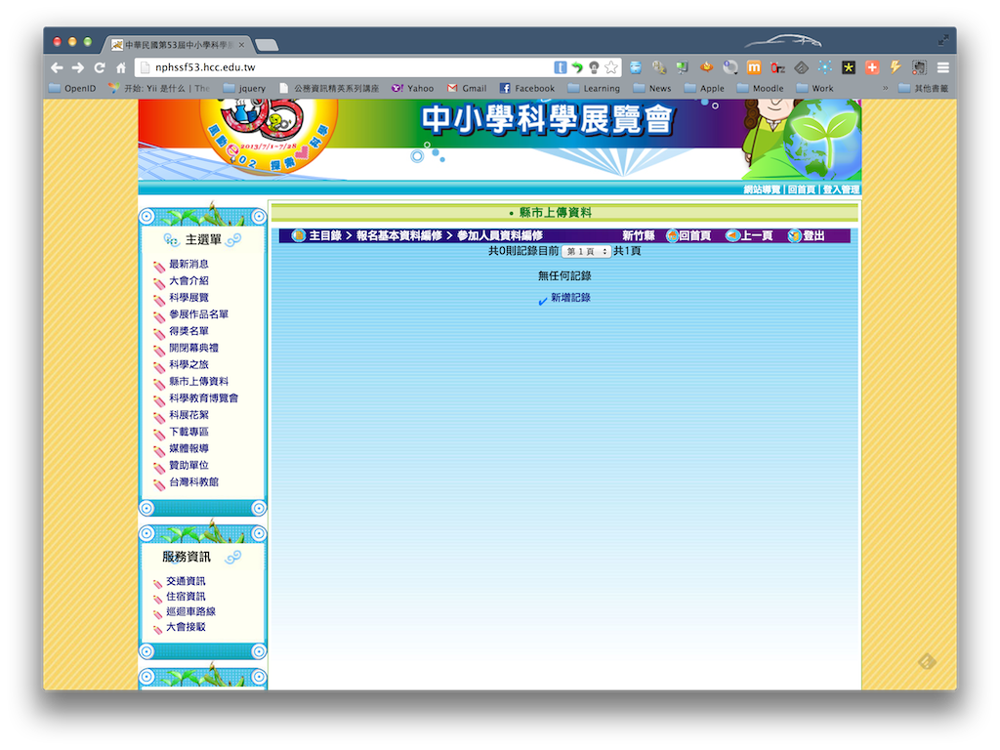 中華民國第53屆中小學科學
nphssf53.hcc.edu.tw
OpenID
开始: Yii 是什么 | The
jquery
公務資訊精英系列講座
Yahoo
Gmail
Facebook
Learning
News
Apple
Moodle
Work
»
其他書籤
2013/7/1~7/28
中小學科學展覽會
網站導覽 | 回首頁 | 登入管理
主選單
最新消息
大會介紹
科學展覽
參展作品名單
得獎名單
開閉幕典禮
科學之旅
縣市上傳資料
科學教育博覽會
科展花絮
下載專區
媒體報導
贊助單位
台灣科教館
服務資訊
交通資訊
住宿資訊
巡迴車路線
大會接駁
• 縣市上傳資料
主目錄 > 報名基本資料編修 > 參加人員資料編修
新竹縣 回首頁 上一頁 登出
共0則記錄目前 第 1 頁 共1頁
無任何記錄
新增記錄